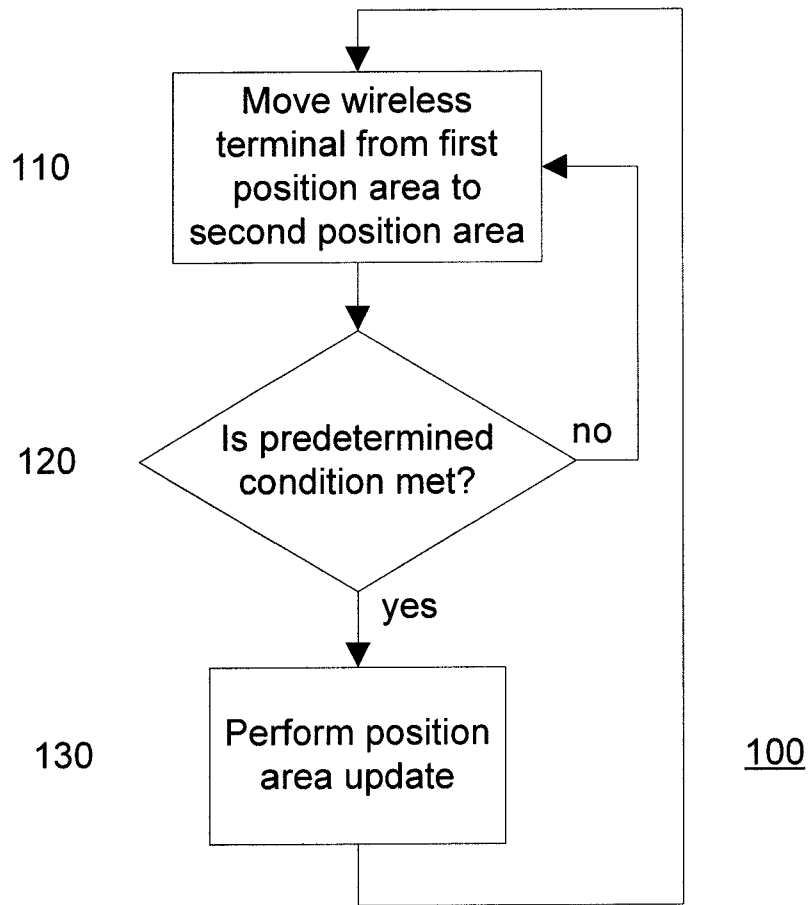 110
Move wireless
terminal from first
position area to
second position area
120
Is predetermined
condition met?
no
yes
130
Perform position
area update
100